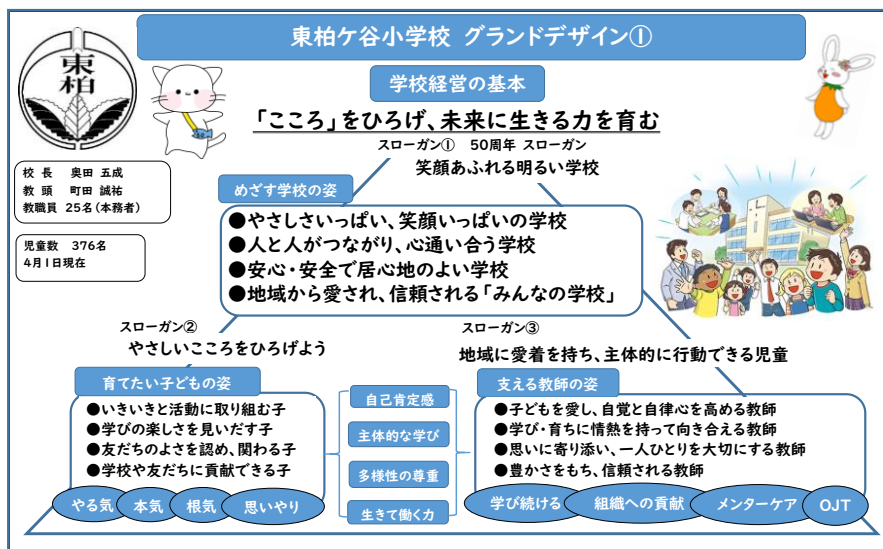 東柏ケ谷小学校 グランドデザイン①
東柏
学校経営の基本
「こころ」をひろげ、未来に生きる力を育む
スローガン① 50周年 スローガン
笑顔あふれる明るい学校
校 長 奥田 五成
教 頭 町田 誠祐
教職員 25名(本務者)
児童数 376名
4月1日現在
めざす学校の姿
●やさしさいっぱい、笑顔いっぱいの学校
●人と人がつながり、心通い合う学校
●安心・安全で居心地のよい学校
●地域から愛され、信頼される「みんなの学校」
スローガン②
やさしいこころをひろげよう
スローガン③
地域に愛着を持ち、主体的に行動できる児童
育てたい子どもの姿
●いきいきと活動に取り組む子
●学びの楽しさを見いだす子
●友だちのよさを認め、関わる子
●学校や友だちに貢献できる子
やる気
本気
根気
思いやり
自己肯定感
主体的な学び
多様性の尊重
生きて働く力
支える教師の姿
●子どもを愛し、自覚と自律心を高める教師
●学び・育ちに情熱を持って向き合える教師
●思いに寄り添い、一人ひとりを大切にする教師
●豊かさをもち、信頼される教師
学び続ける
組織への貢献
メンターケア
OJT